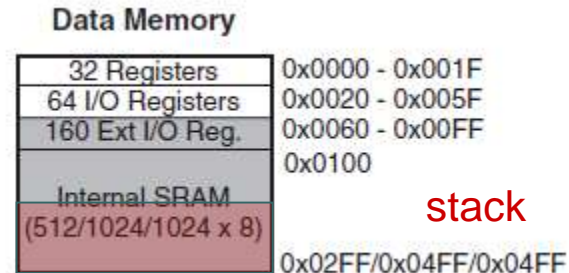 Data Memory
32 Registers 0x0000 - 0x001F
64 I/O Registers 0x0020 - 0x005F
160 Ext I/O Reg. 0x0060 - 0x00FF
0x0100
Internal SRAM
stack
(512/1024/1024 x 8)
0x02FF/0x04FF/0x04FF